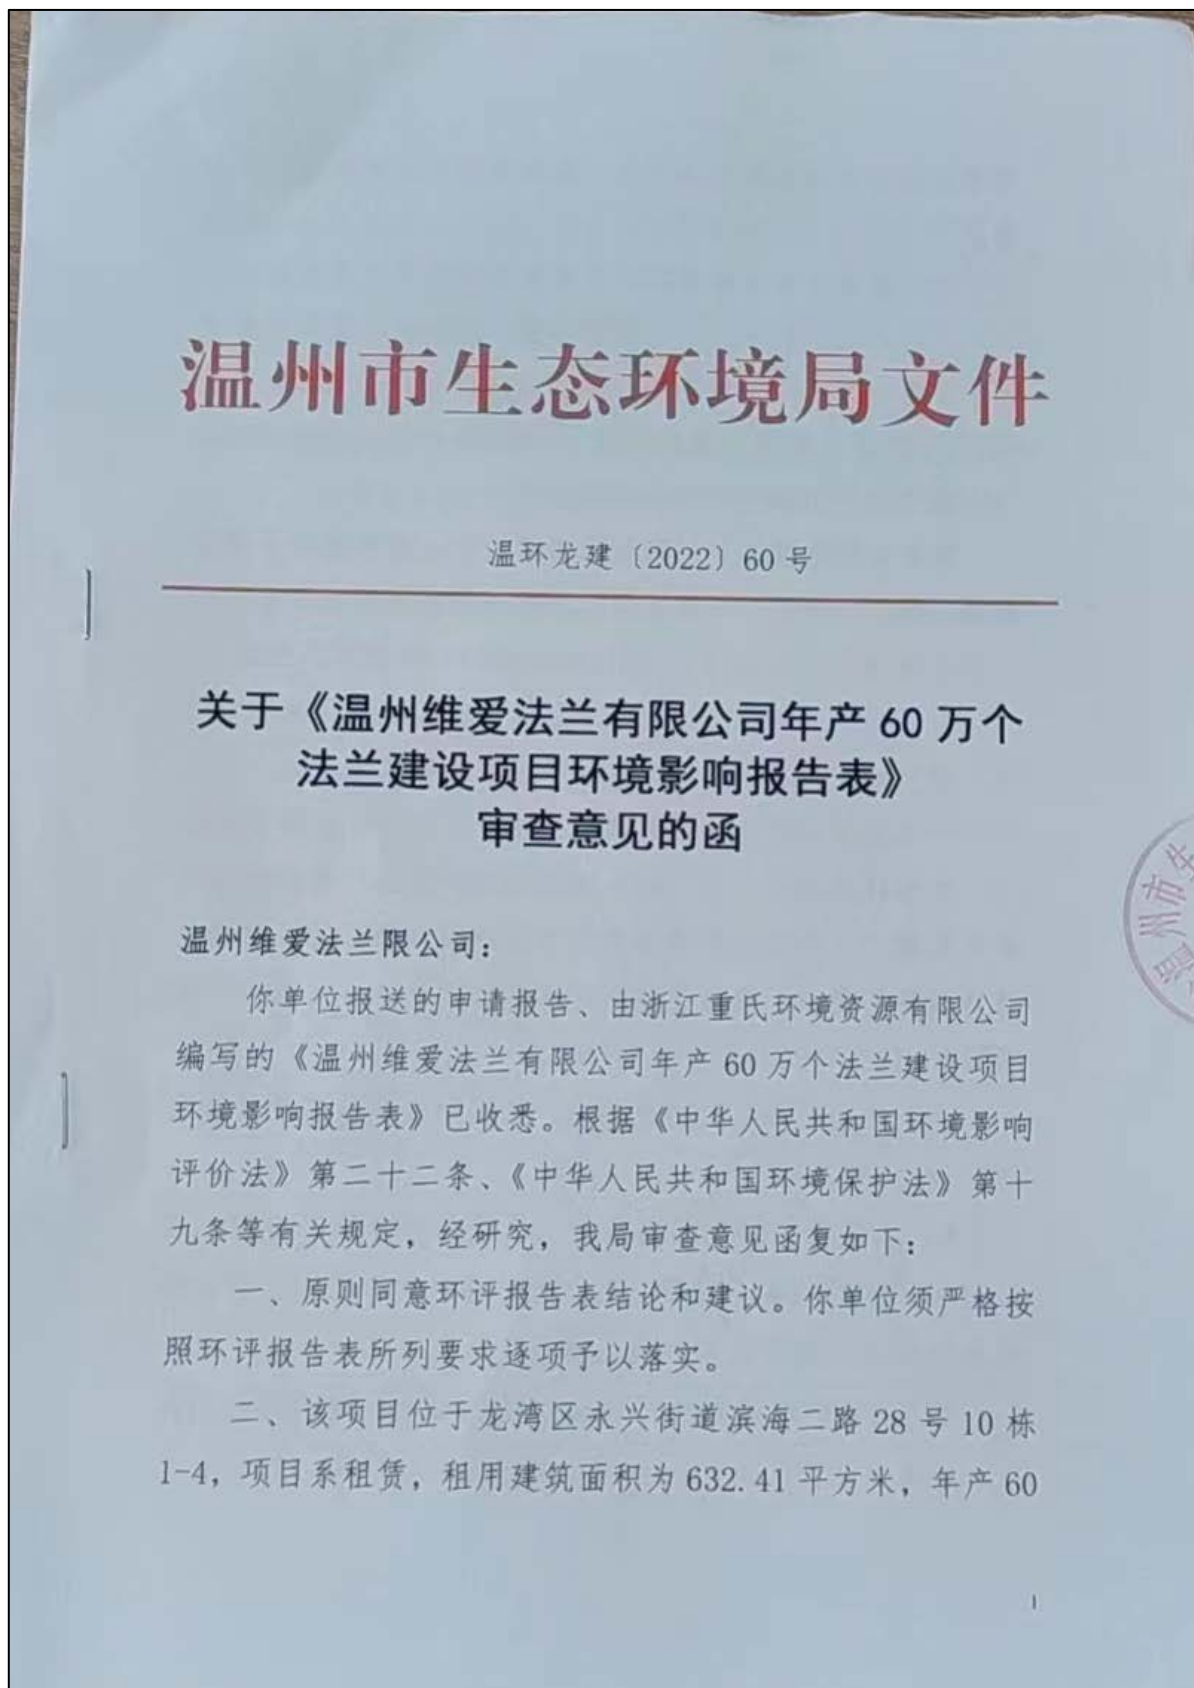 温州市生态环境局文件
温环龙建〔2022〕60号
关于《温州维爱法兰有限公司年产60万个
法兰建设项目环境影响报告表》
审查意见的函
温州维爱法兰限公司：
你单位报送的申请报告、由浙江重氏环境资源有限公司
编写的《温州维爱法兰有限公司年产60万个法兰建设项目
环境影响报告表》已收悉。根据《中华人民共和国环境影响
评价法》第二十二条、《中华人民共和国环境保护法》第十
九条等有关规定，经研究，我局审查意见函复如下：
一、原则同意环评报告表结论和建议。你单位须严格按
照环评报告表所列要求逐项予以落实。
二、该项目位于龙湾区永兴街道滨海二路28号10栋
1-4，项目系租赁，租用建筑面积为632.41平方米，年产60
1
温州市生